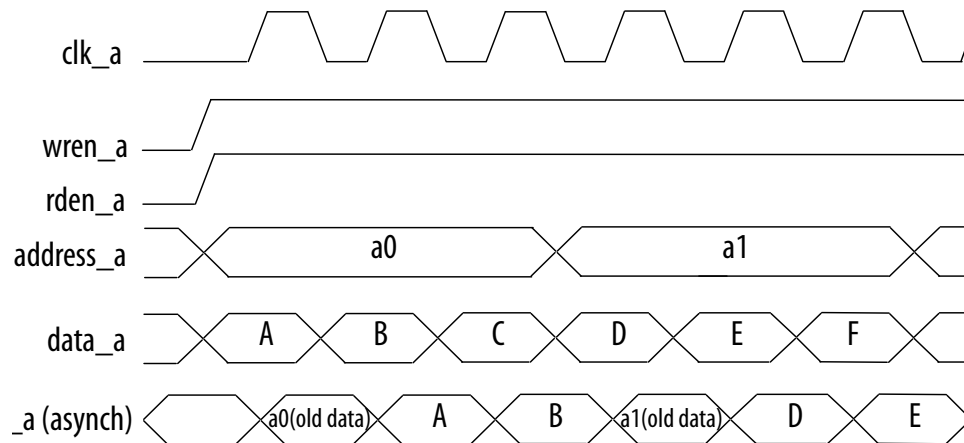 clk_a
wren_a
rden_a
address_a a0 a1
data_a A B C D E F
_a (asynch) a0(old data) A B a1(old data) D E